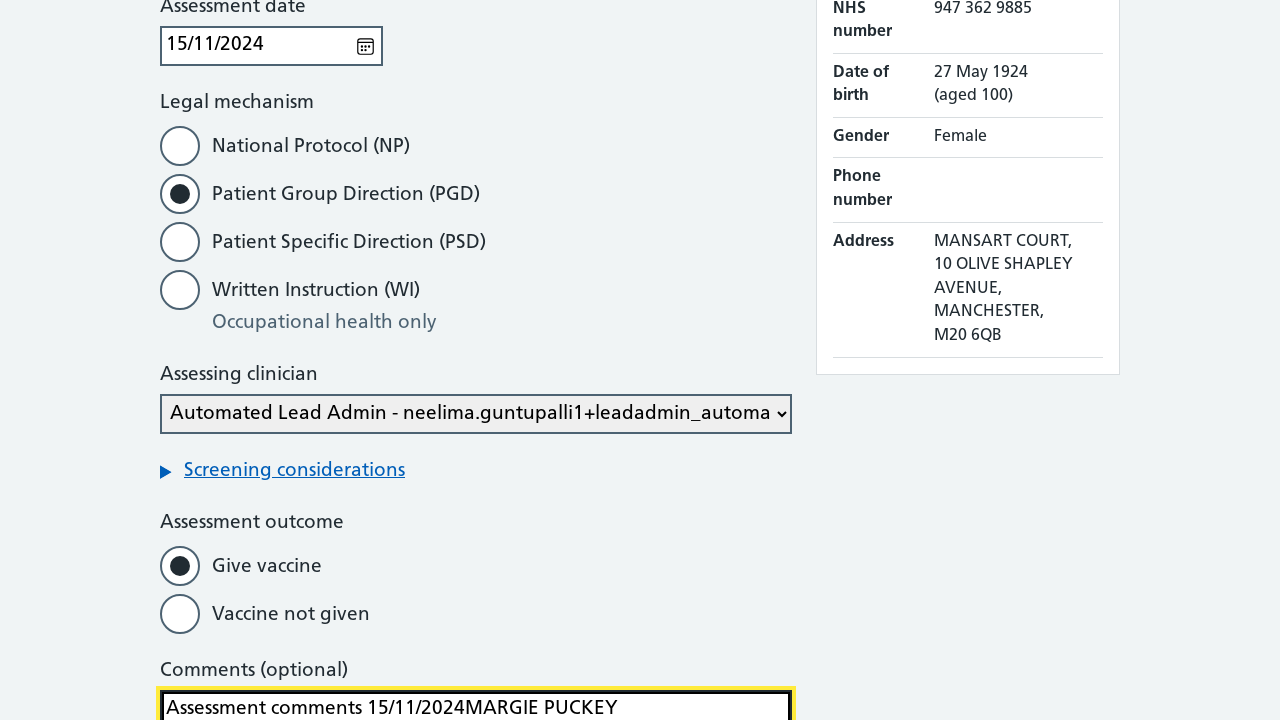 Assessment date
15/11/2024
Legal mechanism
National Protocol (NP)
Patient Group Direction (PGD)
Patient Specific Direction (PSD)
Written Instruction (WI)
Occupational health only
Assessing clinician
Automated Lead Admin - neelima.guntupalli1+leadadmin_automa
Screening considerations
Assessment outcome
Give vaccine
Vaccine not given
Comments (optional)
Assessment comments 15/11/2024MARGIE PUCKEY
NHS
number
947 362 9885
Date of
birth
27 May 1924
(aged 100)
Gender
Female
Phone
number
Address
MANSART COURT,
10 OLIVE SHAPLEY
AVENUE,
MANCHESTER,
M20 6QB